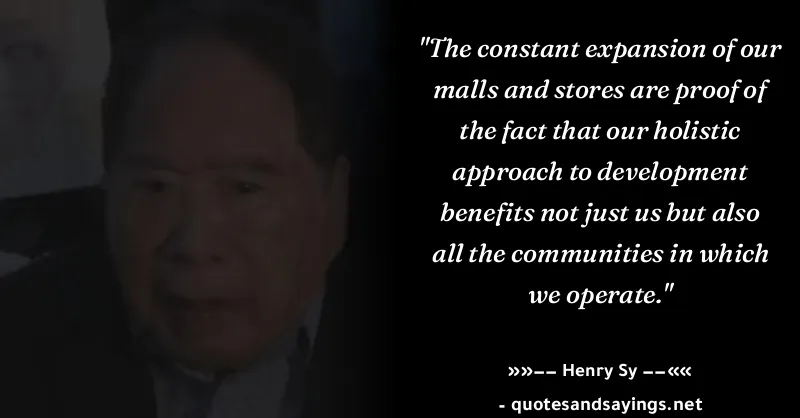 "The constant expansion of our
malls and stores are proof of
the fact that our holistic
approach to development
benefits not just us but also
all the communities in which
we operate."
»»–– Henry Sy ––««
- quotesandsayings.net